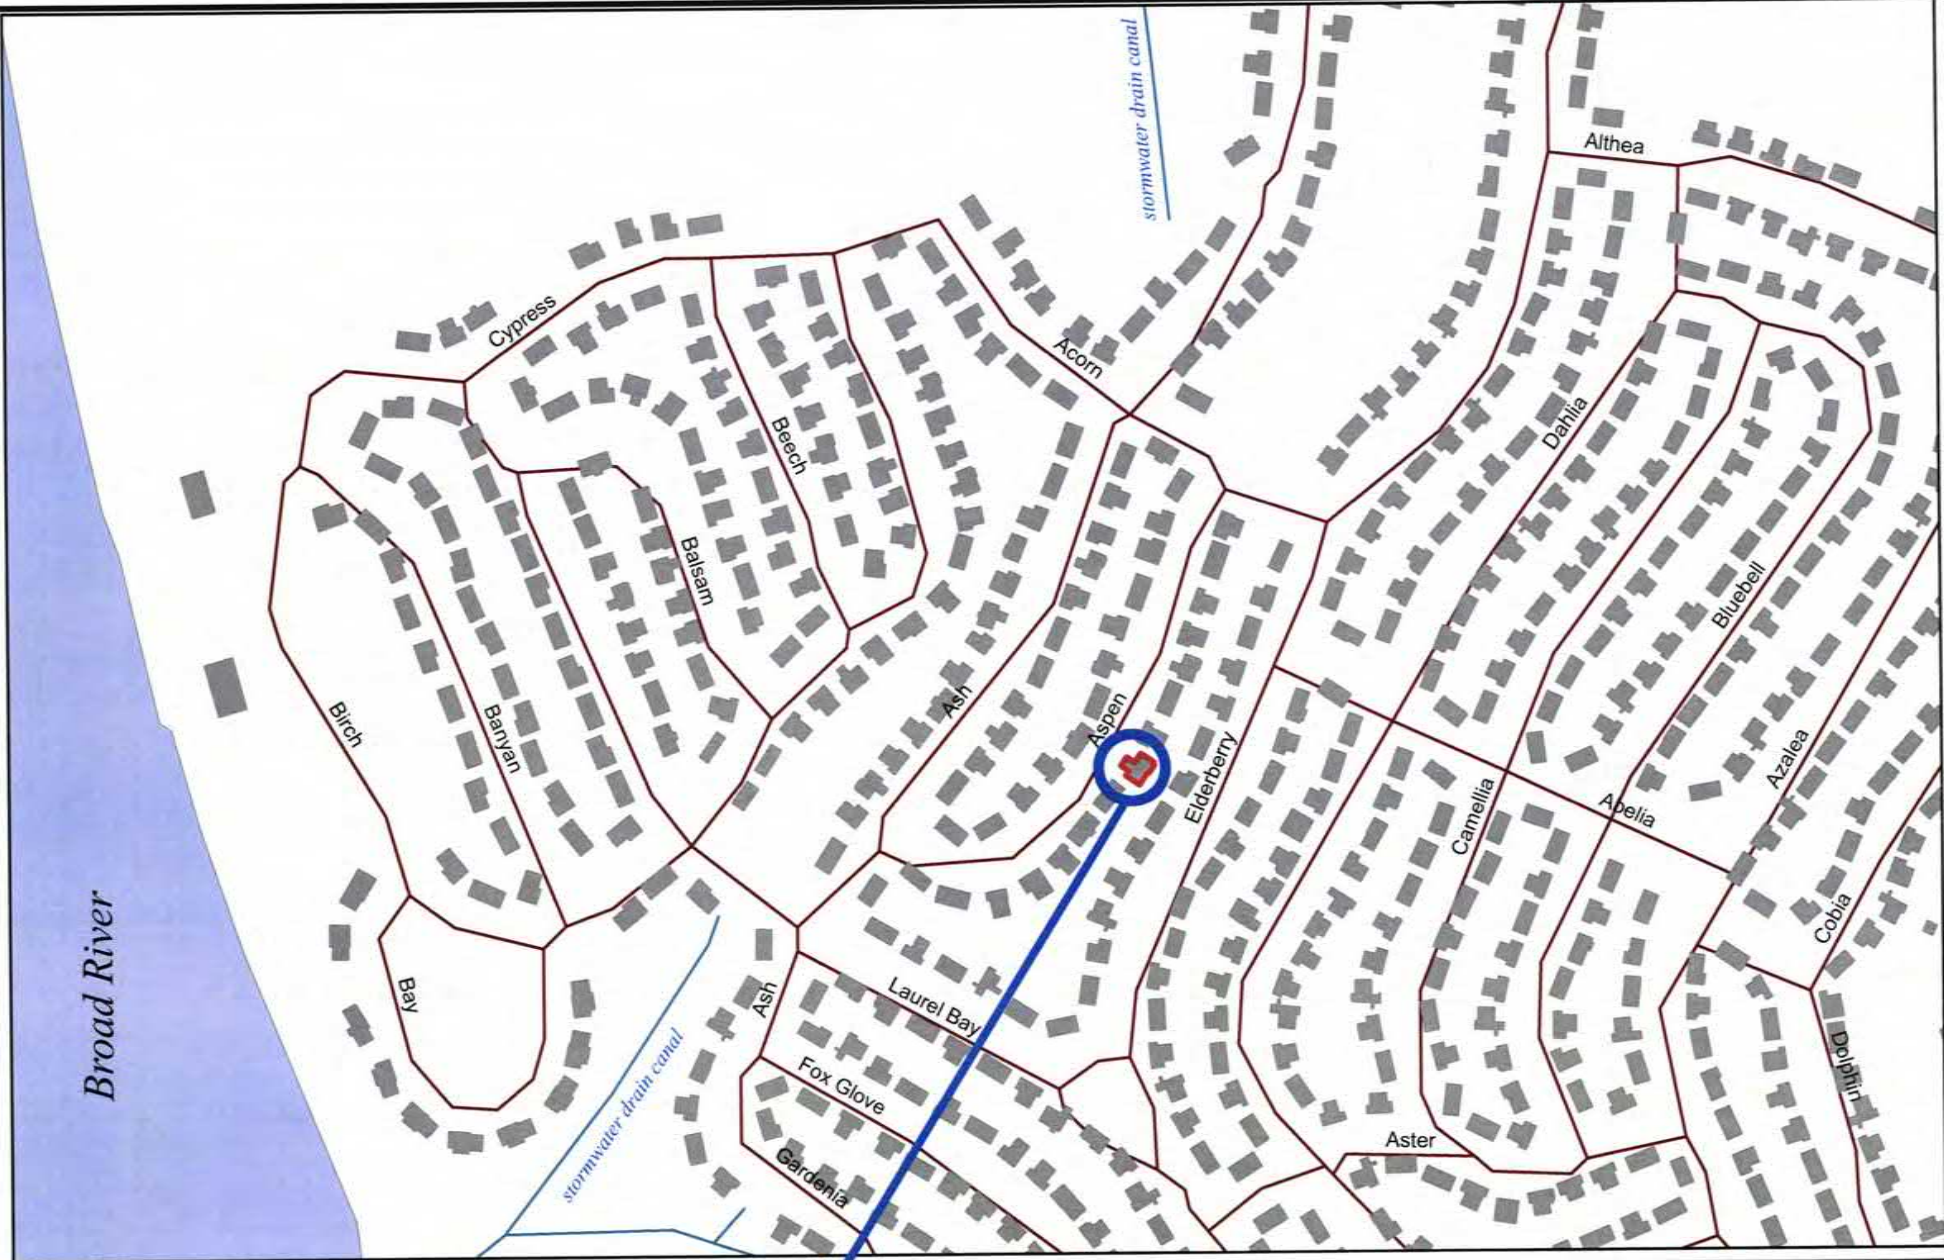 stormwater drain canal
Althea
Cypress
Acorn
Beech
Dahlia
Balsam
Bluebell
Birch
Banyan
Ash
Aspen
Elderberry
Camellia
Abelia
Azalea
Cobia
Broad River
Bay
Ash
Laurel Bay
Fox Glove
Gardenia
stormwater drain canal
Aster
Dolphin